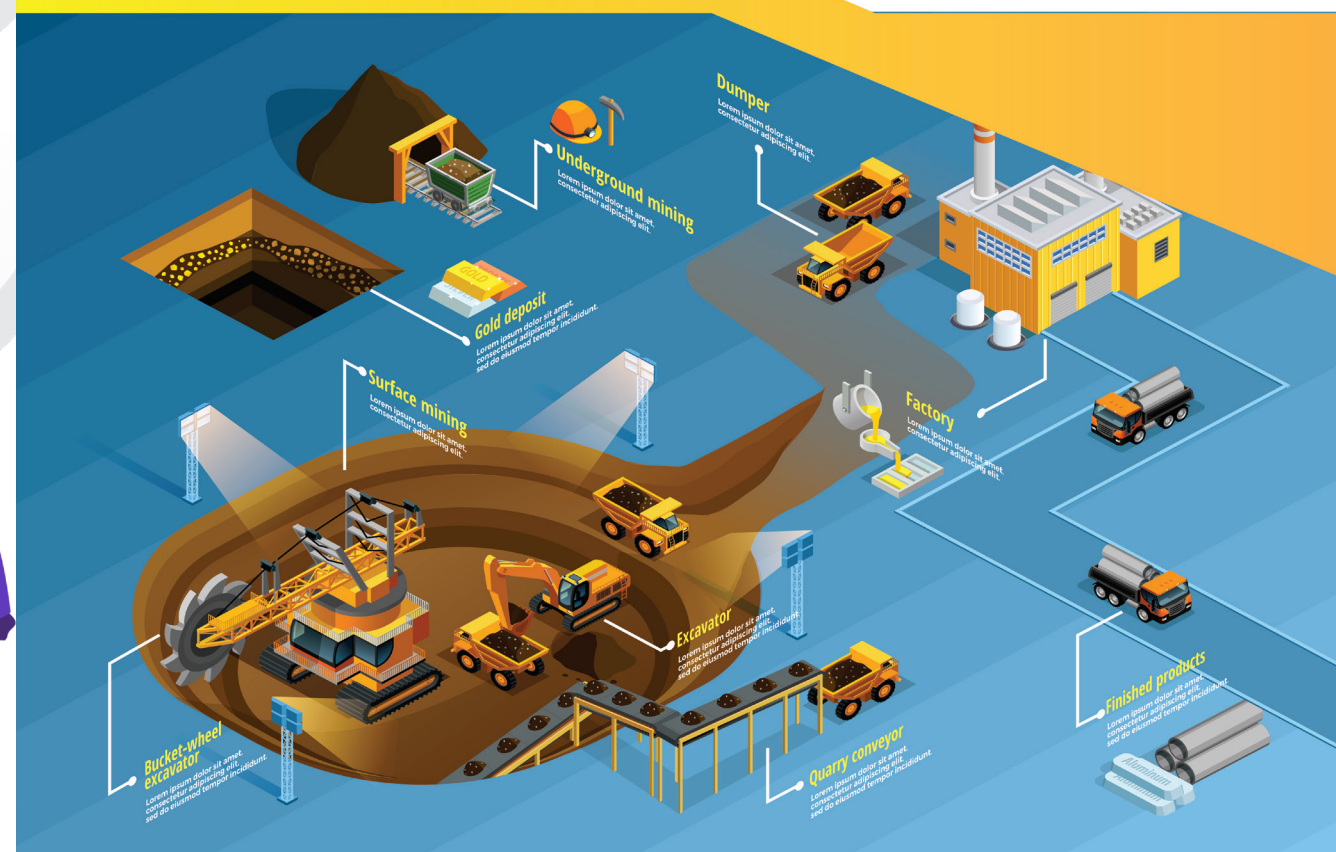 Dumper
Lorem ipsum dolor sit amet,
consectetur adipiscing elit.
Underground mining
Lorem ipsum dolor sit amet,
consectetur adipiscing elit.
GOLD
Gold deposit
Lorem ipsum dolor sit amet,
consectetur adipiscing elit.
sed do eiusmod tempor incididunt.
Surface mining
Lorem ipsum dolor sit amet,
consectetur adipiscing elit.
Factory
Lorem ipsum dolor sit amet,
consectetur adipiscing elit.
Excavator
Lorem ipsum dolor sit amet,
consectetur adipiscing elit.
sed do eiusmod tempor incididunt.
Finished products
Lorem ipsum dolor sit amet,
consectetur adipiscing elit.
sed do eiusmod tempor incididunt.
Aluminum
Bucket-wheel
excavator
Lorem ipsum dolor sit amet,
consectetur adipiscing elit.
sed do eiusmod tempor incididunt.
Quarry conveyor
Lorem ipsum dolor sit amet,
consectetur adipiscing elit.
sed do eiusmod tempor incididunt.